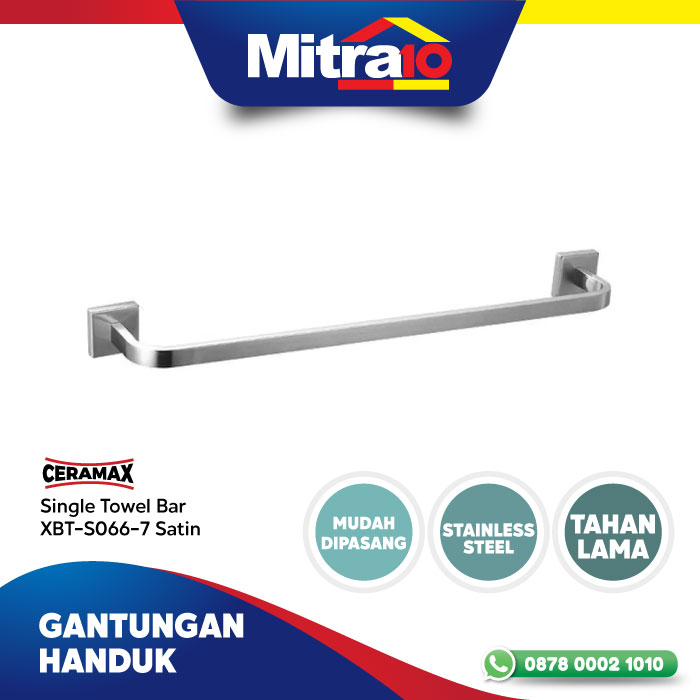 Mitra10
CERAMAX
Single Towel Bar
XBT-S066-7 Satin
MUDAH
DIPASANG
STAINLESS
STEEL
TAHAN
LAMA
GANTUNGAN
HANDUK
0878 0002 1010